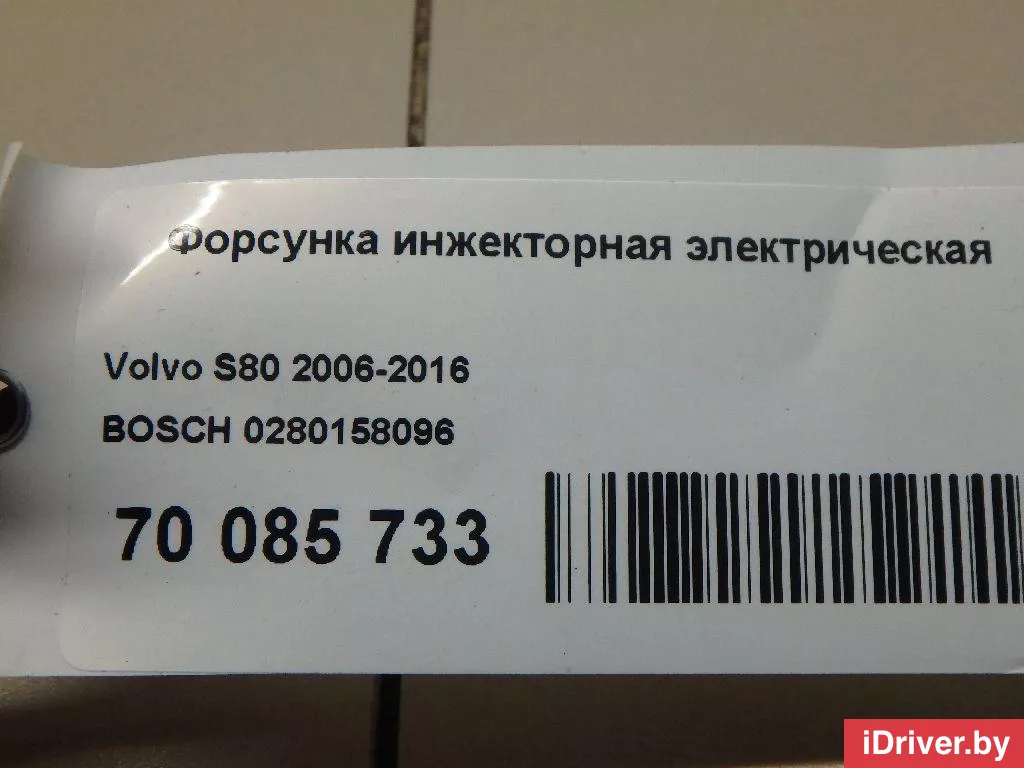 Форсунка инжекторная электрическая
Volvo S80 2006-2016
BOSCH 0280158096
70 085 733
iDriver.by